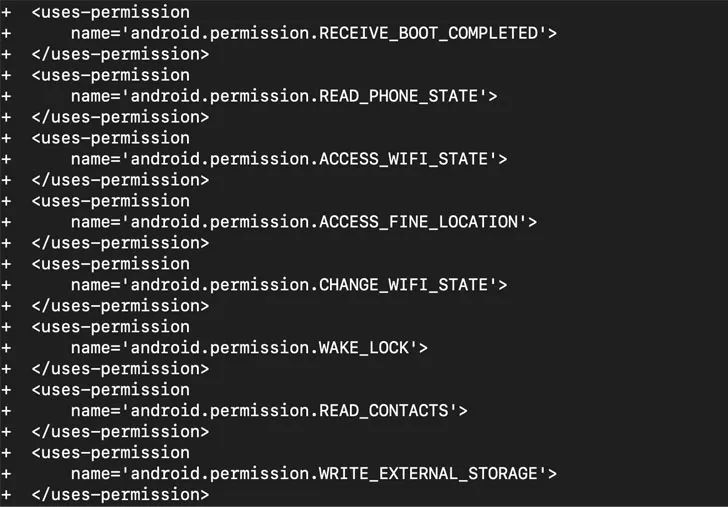 +  <uses-permission
+      name='android.permission.RECEIVE_BOOT_COMPLETED'>
+  </uses-permission>
+  <uses-permission
+      name='android.permission.READ_PHONE_STATE'>
+  </uses-permission>
+  <uses-permission
+      name='android.permission.ACCESS_WIFI_STATE'>
+  </uses-permission>
+  <uses-permission
+      name='android.permission.ACCESS_FINE_LOCATION'>
+  </uses-permission>
+  <uses-permission
+      name='android.permission.CHANGE_WIFI_STATE'>
+  </uses-permission>
+  <uses-permission
+      name='android.permission.WAKE_LOCK'>
+  </uses-permission>
+  <uses-permission
+      name='android.permission.READ_CONTACTS'>
+  </uses-permission>
+  <uses-permission
+      name='android.permission.WRITE_EXTERNAL_STORAGE'>
+  </uses-permission>